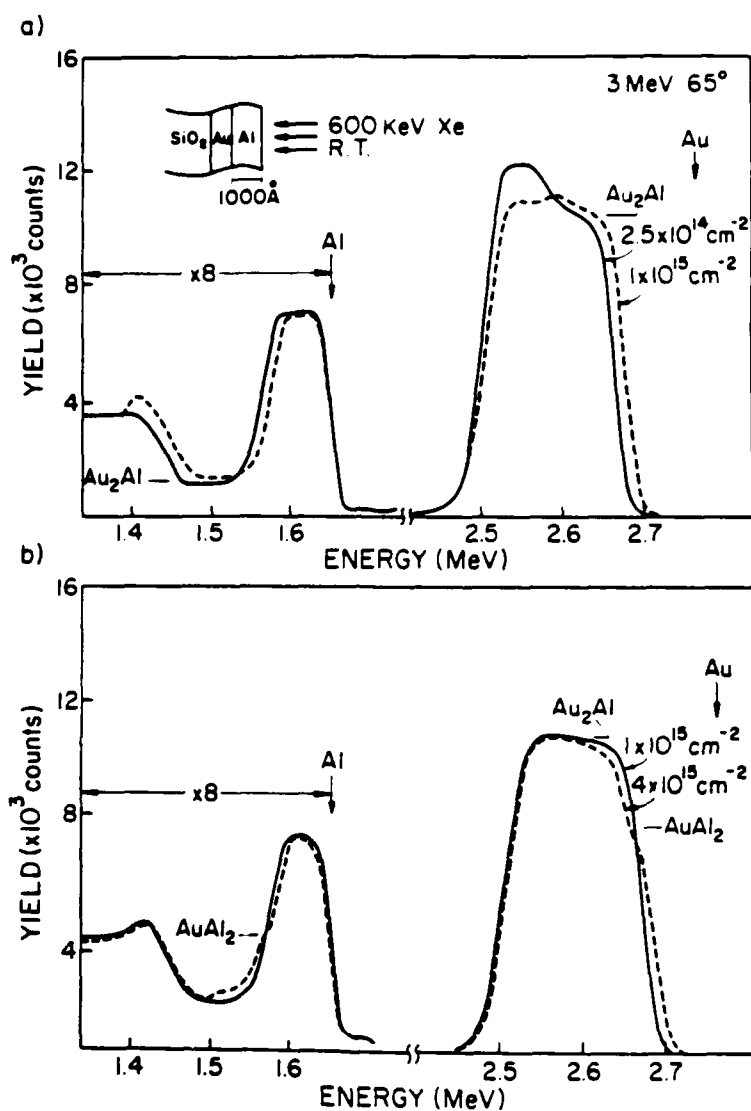 a)
16
12
8
4
YIELD (x10³ counts)
3 MeV 65°
SiO₂ Au Al
600 KeV Xe
R.T.
1000Å
Au
Au₂Al
2.5x10¹⁴cm⁻²
1x10¹⁵cm⁻²
Al
x8
Au₂Al
1.4 1.5 1.6 2.5 2.6 2.7
ENERGY (MeV)
b)
16
12
8
4
YIELD (x10³ counts)
Au
Au₂Al
1x10¹⁵cm⁻²
4x10¹⁵cm⁻²
AuAl₂
Al
x8
AuAl₂
1.4 1.5 1.6 2.5 2.6 2.7
ENERGY (MeV)